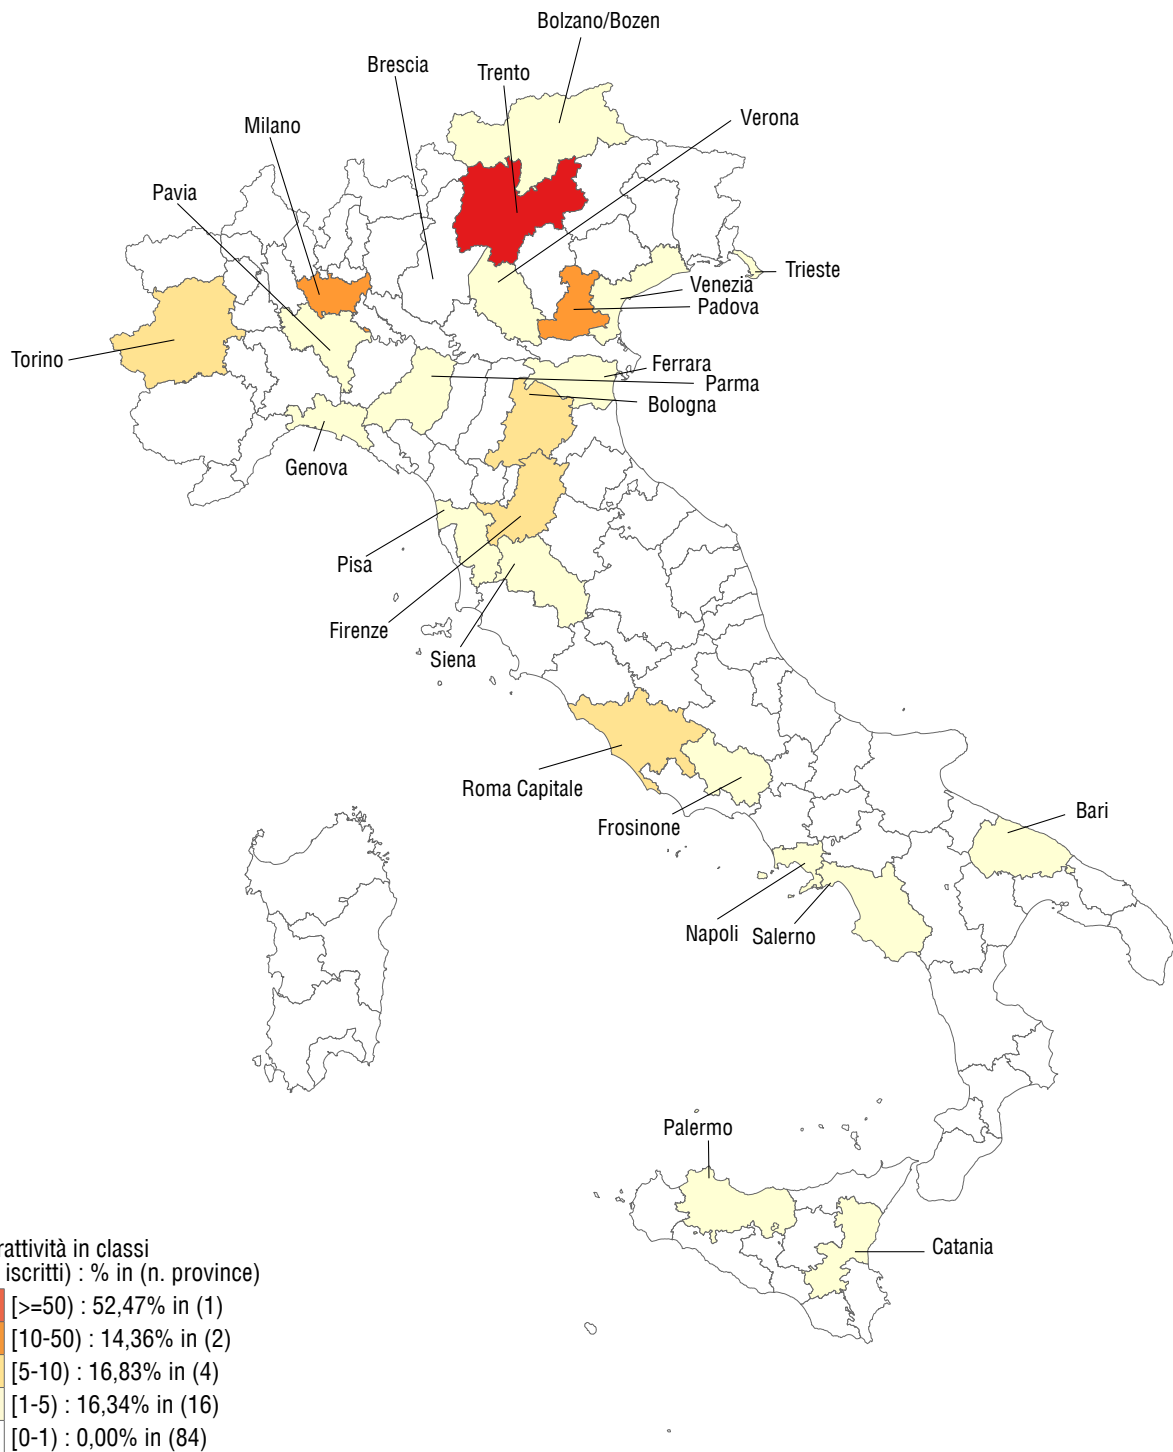 Bolzano/Bozen
Brescia
Trento
Verona
Milano
Pavia
Trieste
Venezia
Padova
Torino
Ferrara
Parma
Bologna
Genova
Pisa
Firenze
Siena
Roma Capitale
Frosinone
Bari
Napoli
Salerno
Palermo
Catania
rattività in classi
iscritti) : % in (n. province)
[>=50) : 52,47% in (1)
[10-50) : 14,36% in (2)
[5-10) : 16,83% in (4)
[1-5) : 16,34% in (16)
[0-1) : 0,00% in (84)